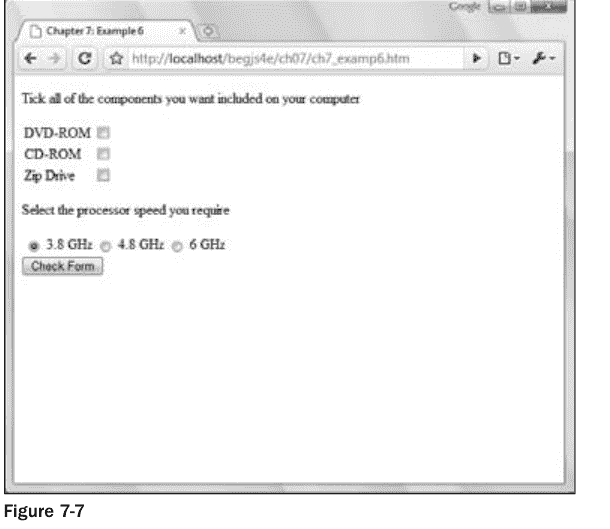 Google
Chapter 7: Example 6
http://localhost/begjs4e/ch07/ch7_examp6.htm
Tick all of the components you want included on your computer
DVD-ROM
CD-ROM
Zip Drive
Select the processor speed you require
3.8 GHz 4.8 GHz 6 GHz
Check Form
Figure 7-7